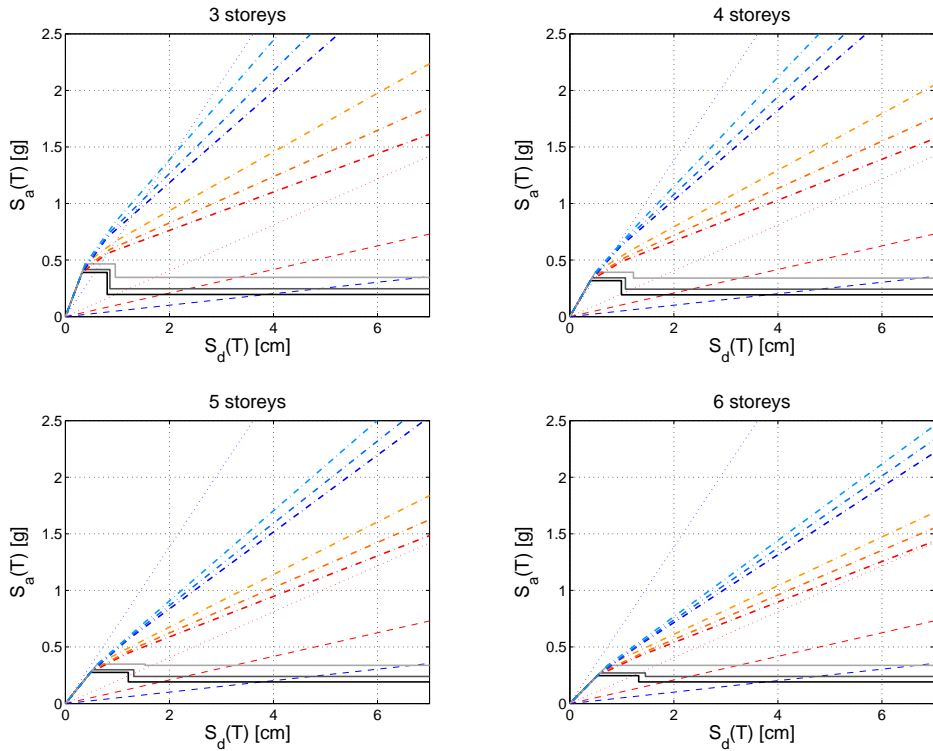 3 storeys
4 storeys
2.5
2
1.5
1
0.5
0
S_a(T) [g]
0 2 4 6
S_d(T) [cm]
2.5
2
1.5
1
0.5
0
S_a(T) [g]
0 2 4 6
S_d(T) [cm]
5 storeys
6 storeys
2.5
2
1.5
1
0.5
0
S_a(T) [g]
0 2 4 6
S_d(T) [cm]
2.5
2
1.5
1
0.5
0
S_a(T) [g]
0 2 4 6
S_d(T) [cm]